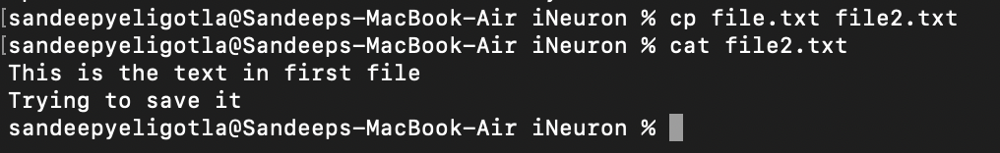 [sandeepyeligotla@Sandeeps-MacBook-Air iNeuron % cp file.txt file2.txt
[sandeepyeligotla@Sandeeps-MacBook-Air iNeuron % cat file2.txt
This is the text in first file
Trying to save it
sandeepyeligotla@Sandeeps-MacBook-Air iNeuron %